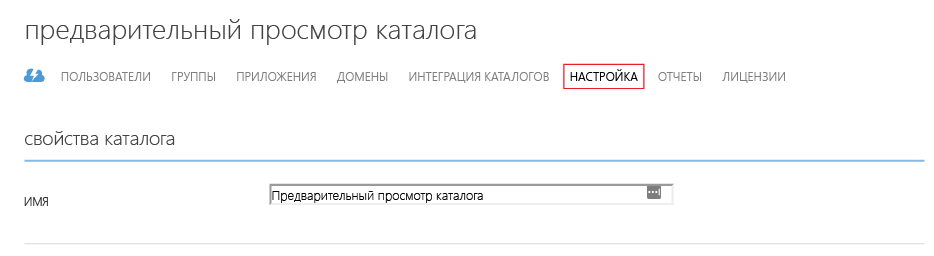 предварительный просмотр каталога
ПОЛЬЗОВАТЕЛИ ГРУППЫ ПРИЛОЖЕНИЯ ДОМЕНЫ ИНТЕГРАЦИЯ КАТАЛОГОВ НАСТРОЙКА ОТЧЕТЫ ЛИЦЕНЗИИ
свойства каталога
ИМЯ Предварительный просмотр каталога